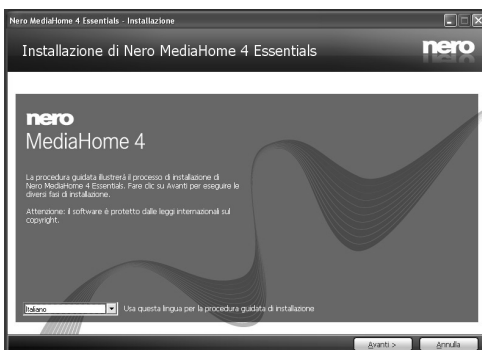 Nero MediaHome 4 Essentials - Installazione
Installazione di Nero MediaHome 4 Essentials
nero
nero
MediaHome 4
La procedura guidata illustrerà il processo di installazione di
Nero MediaHome 4 Essentials. Fare clic su Avanti per eseguire le
diversi fasi di installazione.
Attenzione: il software è protetto dalle leggi internazionali sul
copyright.
Italiano
Usa questa lingua per la procedura guidata di installazione
Avanti >
Annulla